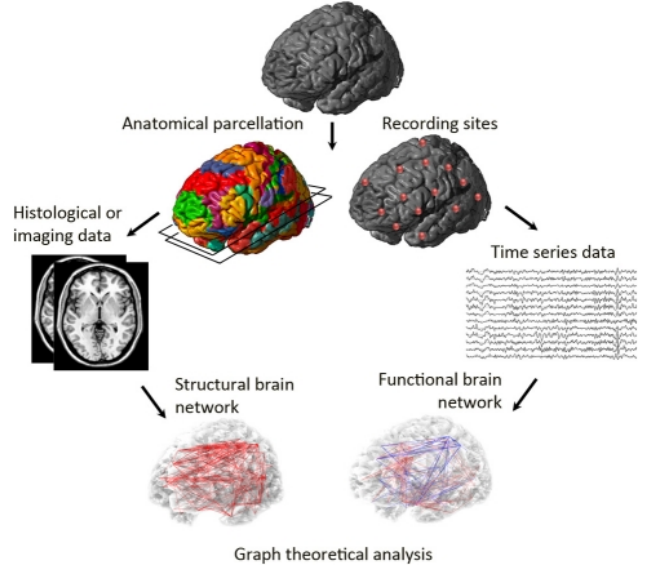 Anatomical parcellation
Recording sites
Histological or
imaging data
Time series data
Structural brain
network
Functional brain
network
Graph theoretical analysis